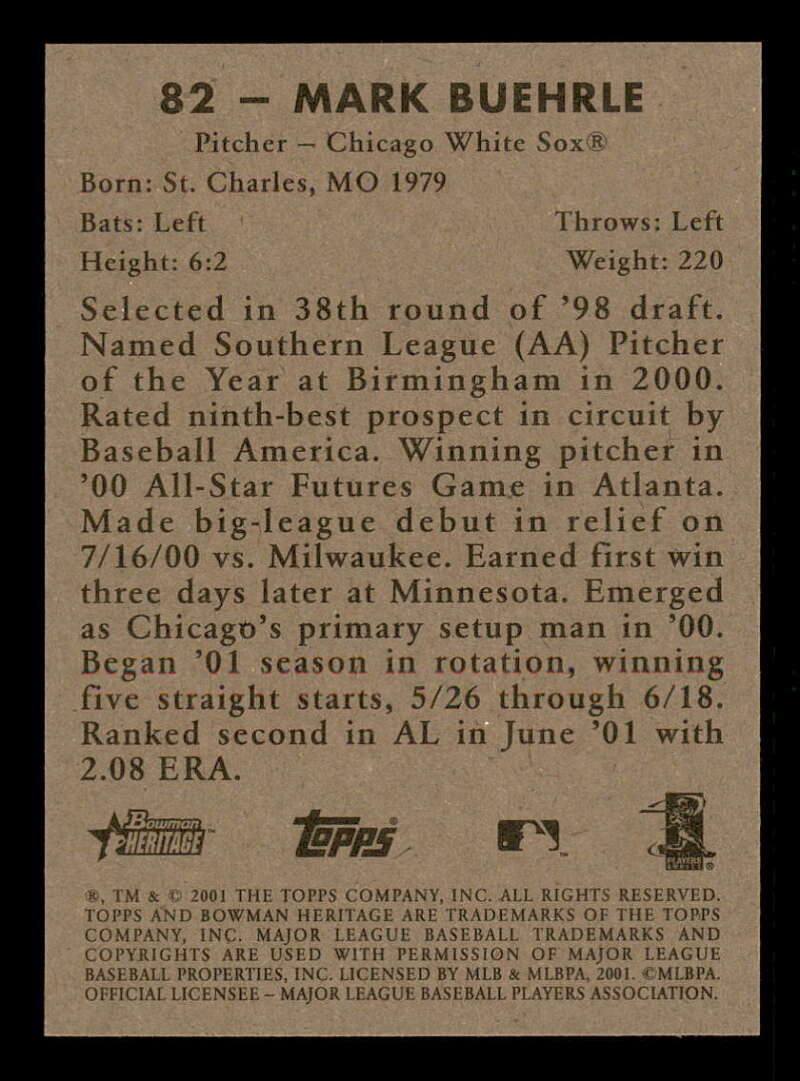 82 – MARK BUEHRLE
Pitcher – Chicago White Sox®
Born: St. Charles, MO 1979
Bats: Left Throws: Left
Height: 6:2 Weight: 220
Selected in 38th round of ’98 draft.
Named Southern League (AA) Pitcher
of the Year at Birmingham in 2000.
Rated ninth-best prospect in circuit by
Baseball America. Winning pitcher in
’00 All-Star Futures Game in Atlanta.
Made big-league debut in relief on
7/16/00 vs. Milwaukee. Earned first win
three days later at Minnesota. Emerged
as Chicago’s primary setup man in ’00.
Began ’01 season in rotation, winning
five straight starts, 5/26 through 6/18.
Ranked second in AL in June ’01 with
2.08 ERA.
Bowman
HERITAGE™ Topps® ™ PLAYERS ®
®, TM & © 2001 THE TOPPS COMPANY, INC. ALL RIGHTS RESERVED.
TOPPS AND BOWMAN HERITAGE ARE TRADEMARKS OF THE TOPPS
COMPANY, INC. MAJOR LEAGUE BASEBALL TRADEMARKS AND
COPYRIGHTS ARE USED WITH PERMISSION OF MAJOR LEAGUE
BASEBALL PROPERTIES, INC. LICENSED BY MLB & MLBPA, 2001. ©MLBPA.
OFFICIAL LICENSEE – MAJOR LEAGUE BASEBALL PLAYERS ASSOCIATION.